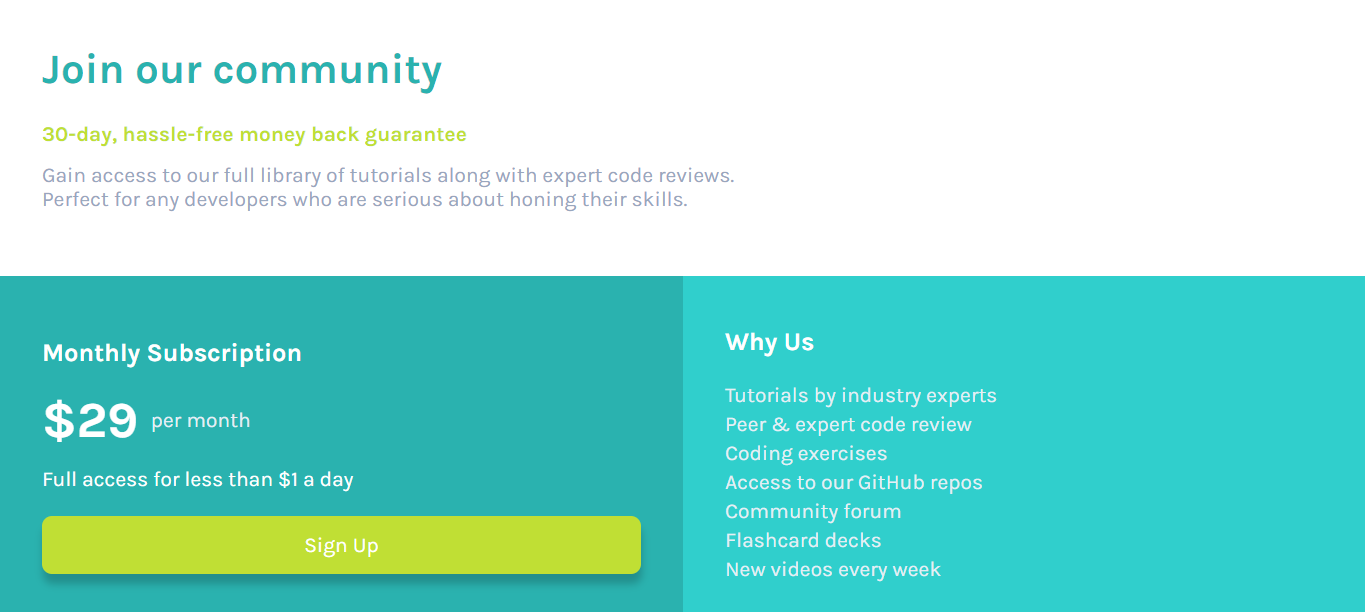 Join our community
30-day, hassle-free money back guarantee
Gain access to our full library of tutorials along with expert code reviews.
Perfect for any developers who are serious about honing their skills.
Monthly Subscription
$29 per month
Full access for less than $1 a day
Sign Up
Why Us
Tutorials by industry experts
Peer & expert code review
Coding exercises
Access to our GitHub repos
Community forum
Flashcard decks
New videos every week